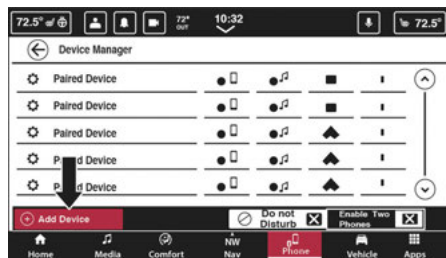 72.5° 72° OUT 10:32 72.5°
Device Manager
Paired Device
Paired Device
Paired Device
Paired Device
Paired Device
Add Device Do not Disturb Enable Two Phones
NW
Home Media Comfort Nav Phone Vehicle Apps